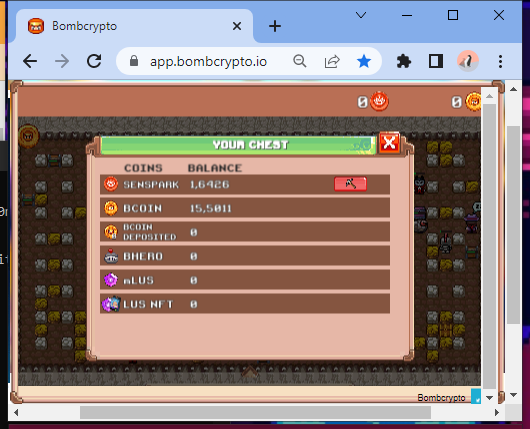 Bombcrypto
app.bombcrypto.io
0 0
YOUR CHEST
COINS BALANCE
SENSPARK 1,6426
BCOIN 15,5011
BCOIN
DEPOSITED 0
BHERO 0
mLUS 0
LUS NFT 0
Bombcrypto